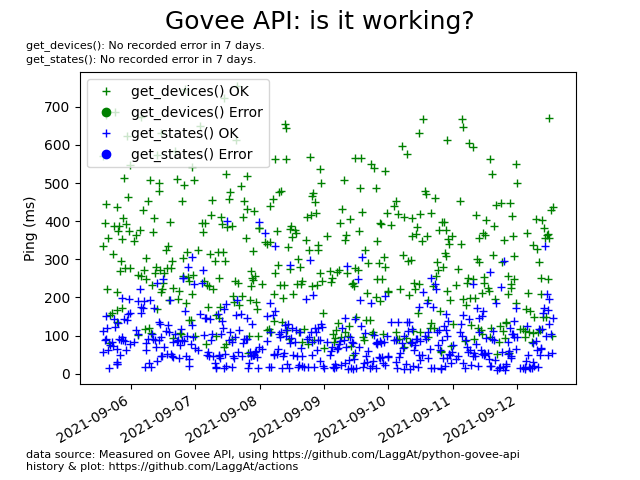 Govee API: is it working?
get_devices(): No recorded error in 7 days.
get_states(): No recorded error in 7 days.
get_devices() OK
get_devices() Error
get_states() OK
get_states() Error
Ping (ms)
700
600
500
400
300
200
100
0
2021-09-06
2021-09-07
2021-09-08
2021-09-09
2021-09-10
2021-09-11
2021-09-12
data source: Measured on Govee API, using https://github.com/LaggAt/python-govee-api
history & plot: https://github.com/LaggAt/actions